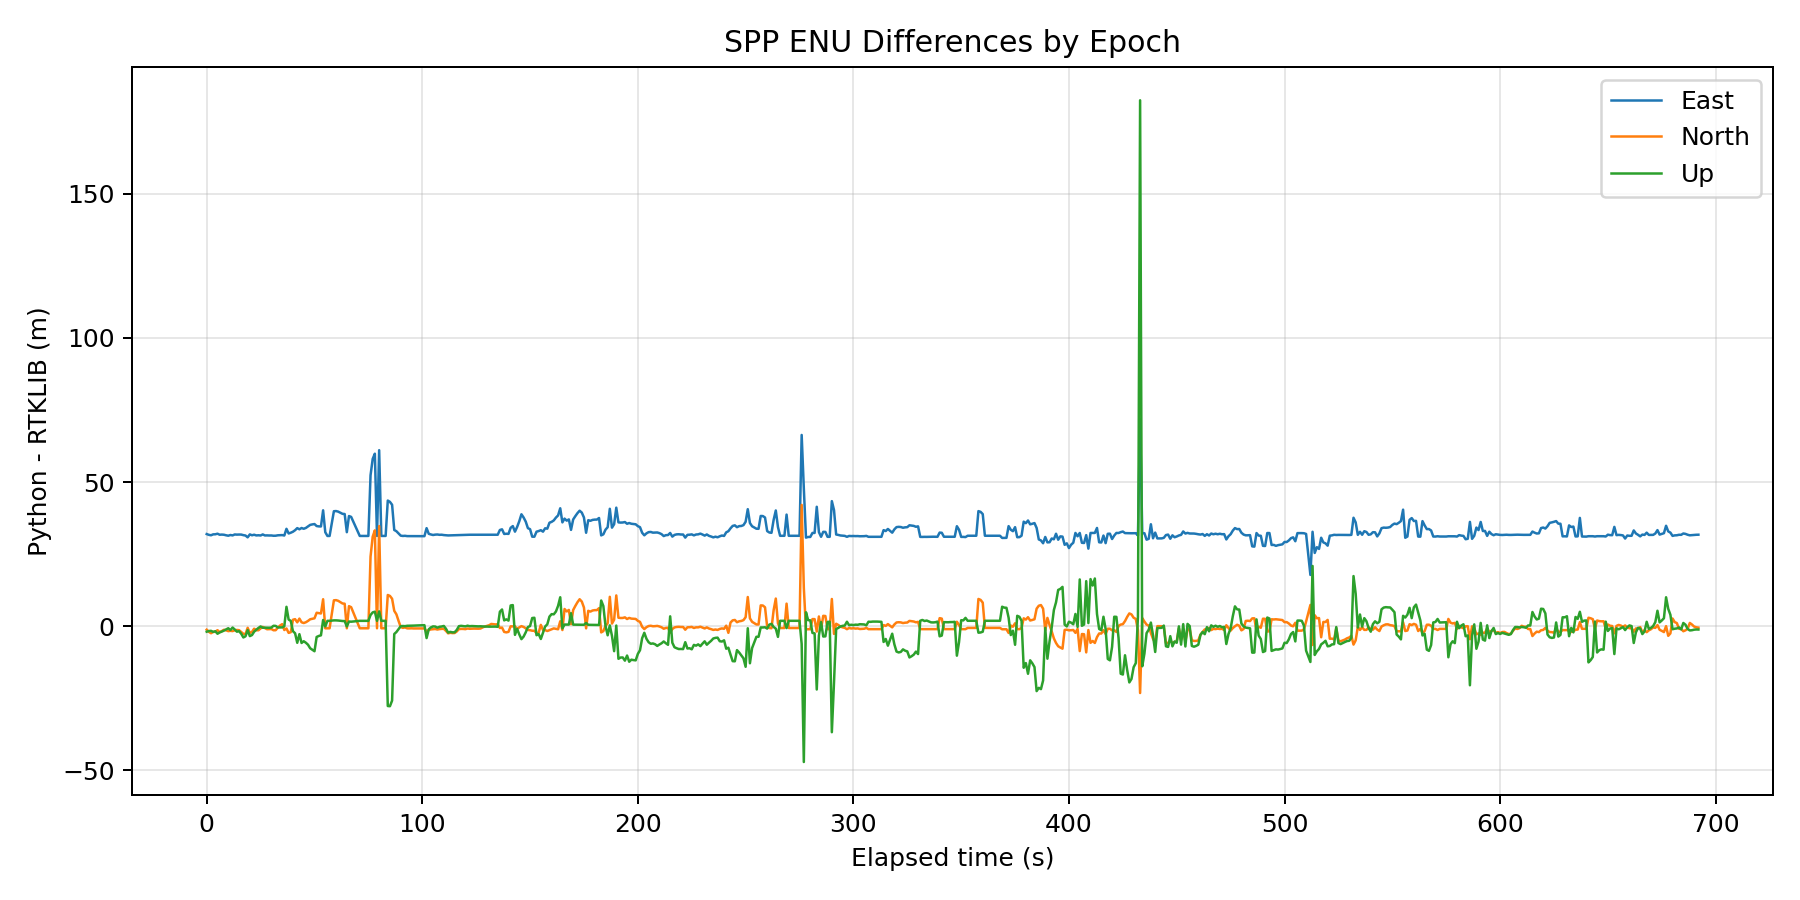 SPP ENU Differences by Epoch
East
North
Up
Python - RTKLIB (m)
150
100
50
0
−50
0 100 200 300 400 500 600 700
Elapsed time (s)